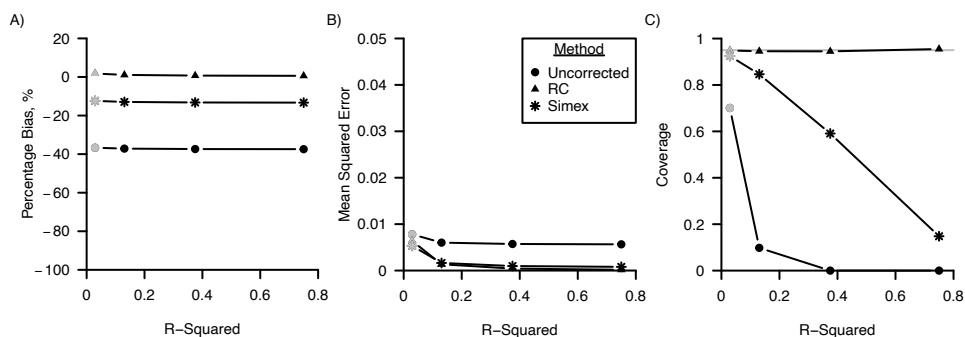 A)
20
0
−20
−40
−60
−80
−100
Percentage Bias, %
0
0.2
0.4
0.6
0.8
R−Squared
B)
0.05
0.04
0.03
0.02
0.01
0
Mean Squared Error
Method
Uncorrected
RC
Simex
0
0.2
0.4
0.6
0.8
R−Squared
C)
1
0.8
0.6
0.4
0.2
0
Coverage
0
0.2
0.4
0.6
0.8
R−Squared